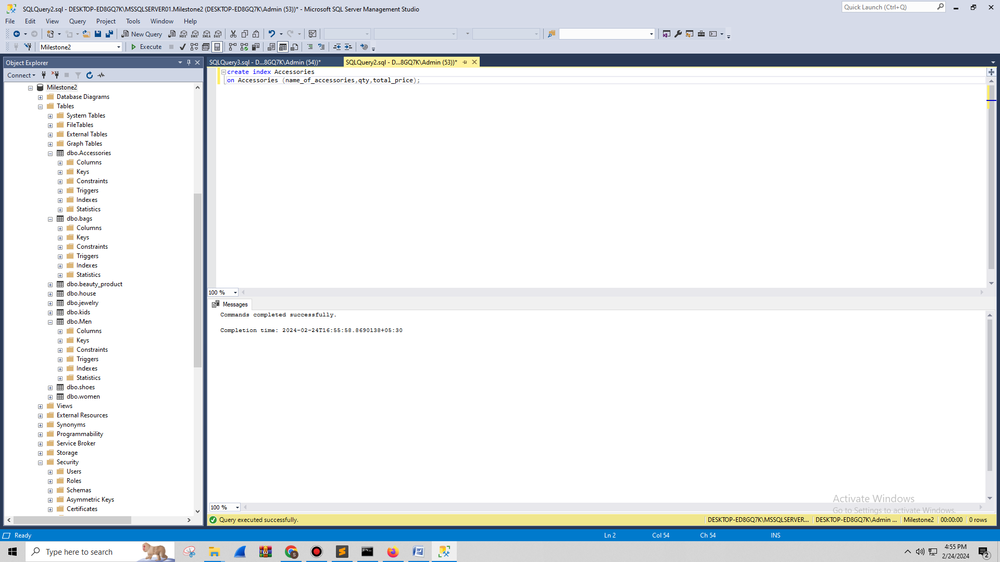 SQLQuery2.sql - DESKTOP-ED8GQ7K\MSSQLSERVER01.Milestone2 (DESKTOP-ED8GQ7K\Admin (53))* - Microsoft SQL Server Management Studio
Quick Launch (Ctrl+Q)
File Edit View Query Project Tools Window Help
New Query
MDX DMX XMLA DAX
Milestone2
Execute
Object Explorer
SQLQuery3.sql - D...8GQ7K\Admin (54))*
SQLQuery2.sql - D...8GQ7K\Admin (53))*
Connect
Milestone2
Database Diagrams
Tables
System Tables
FileTables
External Tables
Graph Tables
dbo.Accessories
Columns
Keys
Constraints
Triggers
Indexes
Statistics
dbo.bags
Columns
Keys
Constraints
Triggers
Indexes
Statistics
dbo.beauty_product
dbo.house
dbo.jewelry
dbo.kids
dbo.Men
Columns
Keys
Constraints
Triggers
Indexes
Statistics
dbo.shoes
dbo.women
Views
External Resources
Synonyms
Programmability
Service Broker
Storage
Security
Users
Roles
Schemas
Asymmetric Keys
Certificates
create index Accessories
on Accessories (name_of_accessories,qty,total_price);
100 %
Messages
Commands completed successfully.
Completion time: 2024-02-24T16:55:58.8690138+05:30
100 %
Activate Windows
Go to Settings to activate Windows.
Query executed successfully.
DESKTOP-ED8GQ7K\MSSQLSERVER... DESKTOP-ED8GQ7K\Admin ... Milestone2 00:00:00 0 rows
Ready
Ln 2 Col 54 Ch 54 INS
Type here to search
4:55 PM
2/24/2024
2